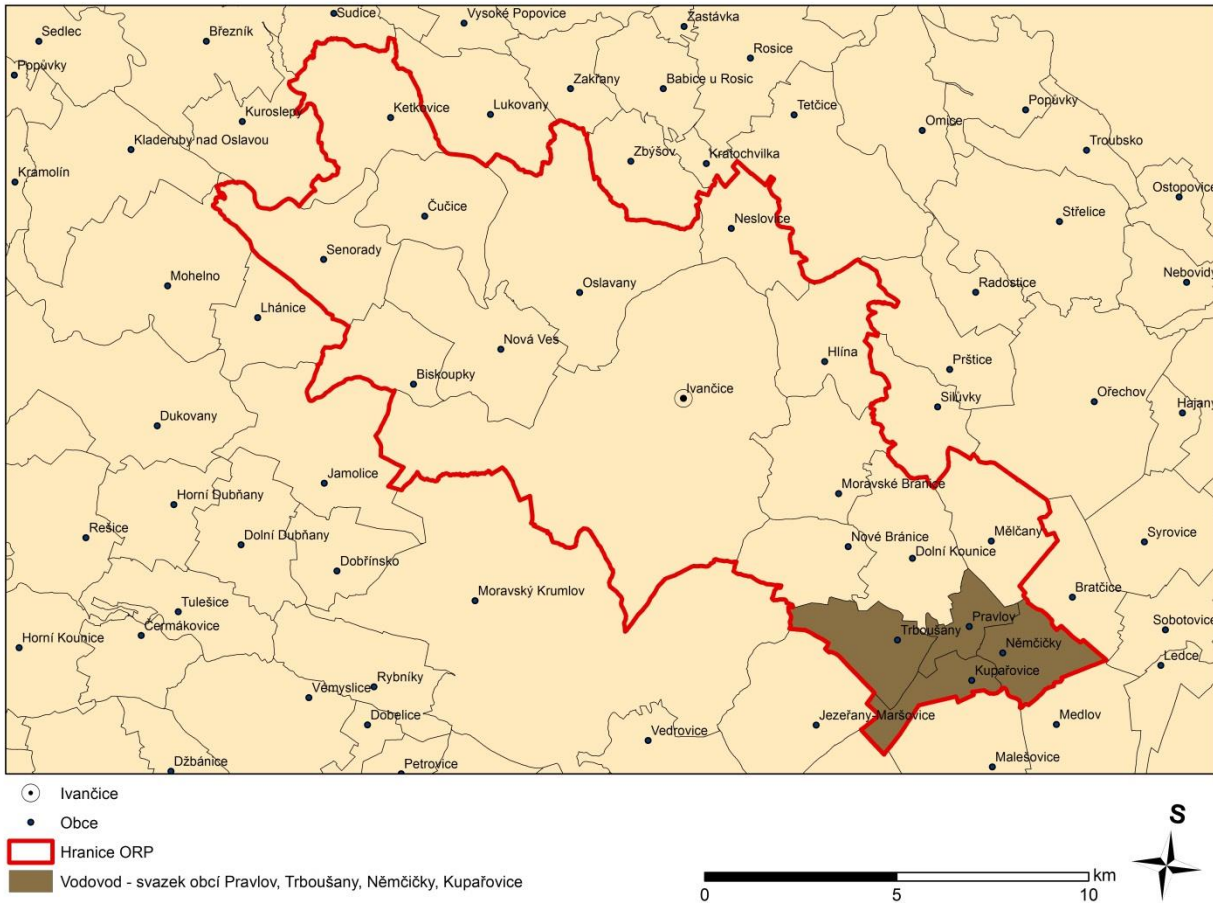 Sudice
Vysoké Popovice
Zastávka
Sedlec
Březník
Rosice
Popůvky
Zakřany
Babice u Rosic
Kuroslepy
Ketkovice
Lukovany
Tetčice
Popůvky
Omice
Kladeruby nad Oslavou
Zbýšov
Kratochvilka
Troubsko
Kramolín
Ostopovice
Čučice
Neslovice
Střelice
Senorady
Mohelno
Oslavany
Radostice
Nebovidy
Lhánice
Nová Ves
Hlína
Prštice
Biskoupky
Ivančice
Silůvky
Ořechov
Hajany
Dukovany
Jamolice
Moravské Bránice
Horní Dubňany
Rešice
Dolní Dubňany
Nové Bránice
Mělčany
Syrovice
Dobřínsko
Dolní Kounice
Moravský Krumlov
Bratčice
Tulešice
Čermákovice
Pravlov
Trboušany
Sobotovice
Horní Kounice
Němčičky
Ledce
Rybníky
Kupařovice
Vémyslice
Dobelice
Jezeřany-Maršovice
Medlov
Vedrovice
Džbánice
Petrovice
Malešovice
Ivančice
Obce
Hranice ORP
Vodovod - svazek obcí Pravlov, Trboušany, Němčičky, Kupařovice
0 5 10 km
S